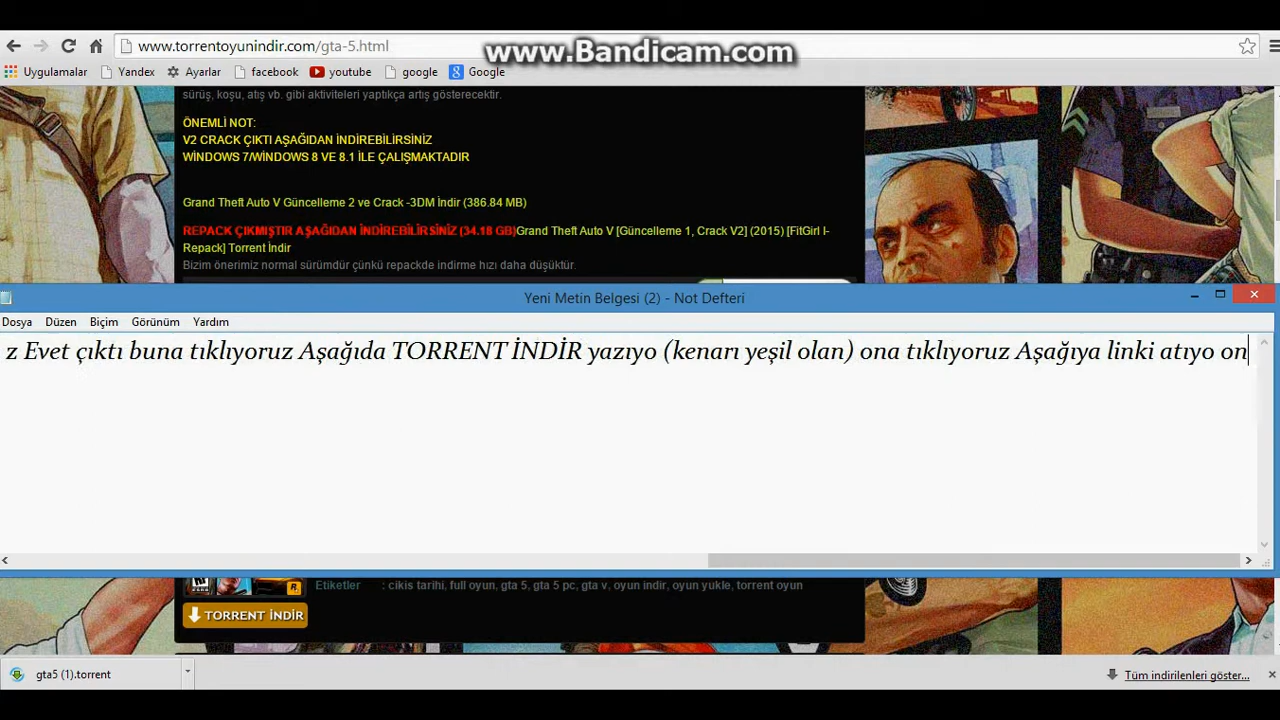 www.torrentoyunindir.com/gta-5.html
www.Bandicam.com
Uygulamalar Yandex Ayarlar facebook youtube google Google
sürüş, koşu, atış vb. gibi aktiviteleri yaptıkça artış gösterecektir.
ÖNEMLİ NOT:
V2 CRACK ÇIKTI AŞAĞIDAN İNDİREBİLİRSİNİZ
WİNDOWS 7/WİNDOWS 8 VE 8.1 İLE ÇALIŞMAKTADIR
Grand Theft Auto V Güncelleme 2 ve Crack -3DM İndir (386.84 MB)
REPACK ÇIKMIŞTIR AŞAĞIDAN İNDİREBİLİRSİNİZ (34.18 GB)Grand Theft Auto V [Güncelleme 1, Crack V2] (2015) [FitGirl I-
Repack] Torrent İndir
Bizim önerimiz normal sürümdür çünkü repackde indirme hızı daha düşüktür.
Yeni Metin Belgesi (2) - Not Defteri
Dosya Düzen Biçim Görünüm Yardım
z Evet çıktı buna tıklıyoruz Aşağıda TORRENT İNDİR yazıyo (kenarı yeşil olan) ona tıklıyoruz Aşağıya linki atıyo on
Etiketler : cikis tarihi, full oyun, gta 5, gta 5 pc, gta v, oyun indir, oyun yukle, torrent oyun
TORRENT İNDİR
gta5 (1).torrent
Tüm indirilenleri göster...